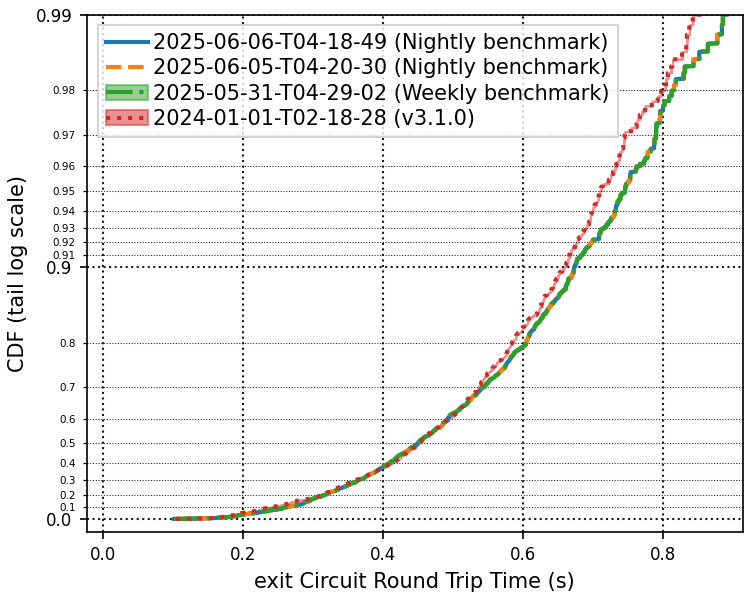 0.99
2025-06-06-T04-18-49 (Nightly benchmark)
2025-06-05-T04-20-30 (Nightly benchmark)
2025-05-31-T04-29-02 (Weekly benchmark)
2024-01-01-T02-18-28 (v3.1.0)
0.98
0.97
0.96
0.95
0.94
0.93
0.92
0.91
0.9
0.8
0.7
0.6
0.5
0.4
0.3
0.2
0.1
0.0
CDF (tail log scale)
0.0 0.2 0.4 0.6 0.8
exit Circuit Round Trip Time (s)